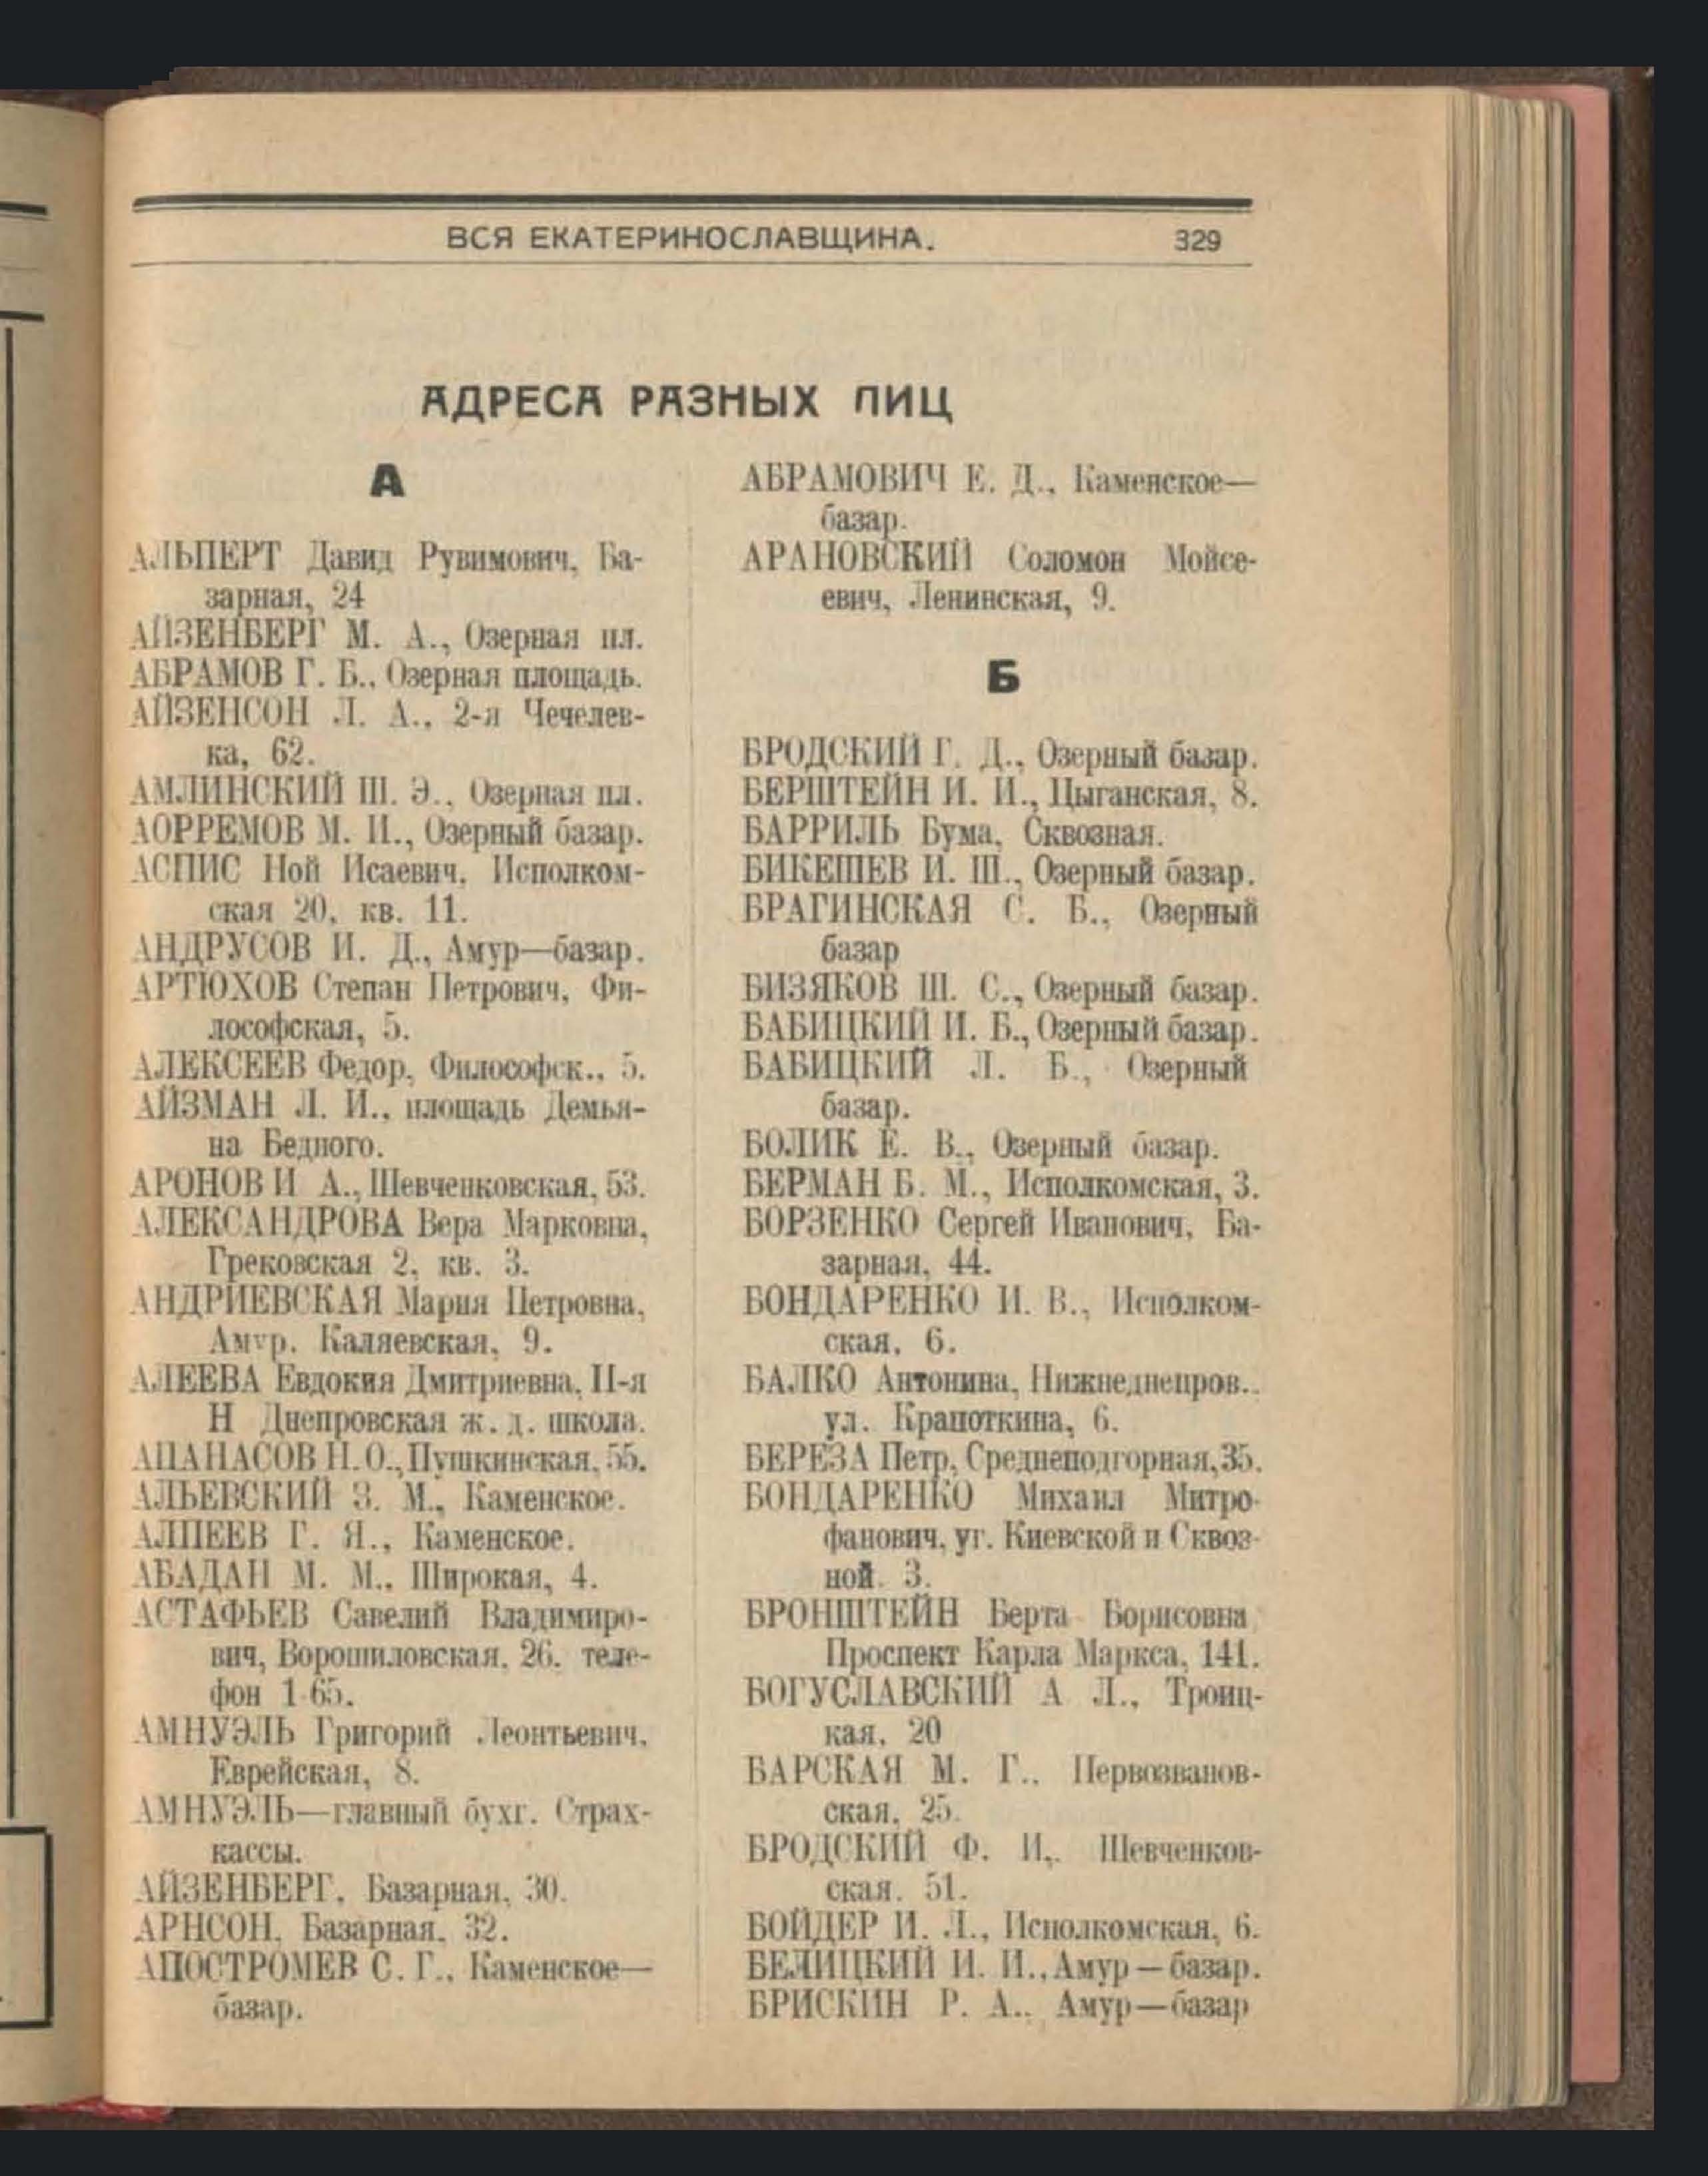 ВСЯ ЕКАТЕРИНОСЛАВЩИНА.
329
АДРЕСА РАЗНЫХ ЛИЦ
А
АЛЬПЕРТ Давид Рувимович, Ба-
зарная, 24
АЙЗЕНБЕРГ М. А., Озерная пл.
АБРАМОВ Г. Б., Озерная площадь.
АЙЗЕНСОН Л. А., 2-я Чечелев-
ка, 62.
АМЛИНСКИЙ Ш. Э., Озерная пл.
АОРРЕМОВ М. И., Озерный базар.
АСПИС Ной Исаевич, Исполком-
ская 20, кв. 11.
АНДРУСОВ И. Д., Амур—базар.
АРТЮХОВ Степан Петрович, Фи-
лософская, 5.
АЛЕКСЕЕВ Федор, Философск., 5.
АЙЗМАН Л. И., площадь Демья-
на Бедного.
АРОНОВ И А., Шевченковская, 53.
АЛЕКСАНДРОВА Вера Марковна,
Грековская 2, кв. 3.
АНДРИЕВСКАЯ Мария Петровна,
Амур. Каляевская, 9.
АЛЕЕВА Евдокия Дмитриевна, II-я
Н Днепровская ж. д. школа.
АПАНАСОВ Н. О., Пушкинская, 55.
АЛЬЕВСКИЙ З. М., Каменское.
АЛПЕЕВ Г. Я., Каменское.
АБАДАН М. М., Широкая, 4.
АСТАФЬЕВ Савелий Владимиро-
вич, Ворошиловская, 26. теле-
фон 1-65.
АМНУЭЛЬ Григорий Леонтьевич,
Еврейская, 8.
АМНУЭЛЬ—главный бухг. Страх-
кассы.
АЙЗЕНБЕРГ, Базарная, 30.
АРНСОН, Базарная, 32.
АПОСТРОМЕВ С. Г., Каменское—
базар.
АБРАМОВИЧ Е. Д., Каменское—
базар.
АРАНОВСКИЙ Соломон Мойсе-
евич, Ленинская, 9.
Б
БРОДСКИЙ Г. Д., Озерный базар.
БЕРШТЕЙН И. И., Цыганская, 8.
БАРРИЛЬ Бума, Сквозная.
БИКЕШЕВ И. Ш., Озерный базар.
БРАГИНСКАЯ С. Б., Озерный
базар
БИЗЯКОВ Ш. С., Озерный базар.
БАБИЦКИЙ И. Б., Озерный базар.
БАБИЦКИЙ Л. Б., Озерный
базар.
БОЛИК Е. В., Озерный базар.
БЕРМАН Б. М., Исполкомская, 3.
БОРЗЕНКО Сергей Иванович, Ба-
зарная, 44.
БОНДАРЕНКО И. В., Исполком-
ская, 6.
БАЛКО Антонина, Нижнеднепров..
ул. Крапоткина, 6.
БЕРЕЗА Петр, Среднеподгорная, 35.
БОНДАРЕНКО Михаил Митро-
фанович, уг. Киевской и Сквоз-
ной. 3.
БРОНШТЕЙН Берта Борисовна
Проспект Карла Маркса, 141.
БОГУСЛАВСКИЙ А Л., Троиц-
кая, 20
БАРСКАЯ М. Г., Первозванов-
ская, 25.
БРОДСКИЙ Ф. И,. Шевченков-
ская. 51.
БОЙДЕР И. Л., Исполкомская, 6.
БЕЛИЦКИЙ И. И., Амур—базар.
БРИСКИН Р. А., Амур—базар